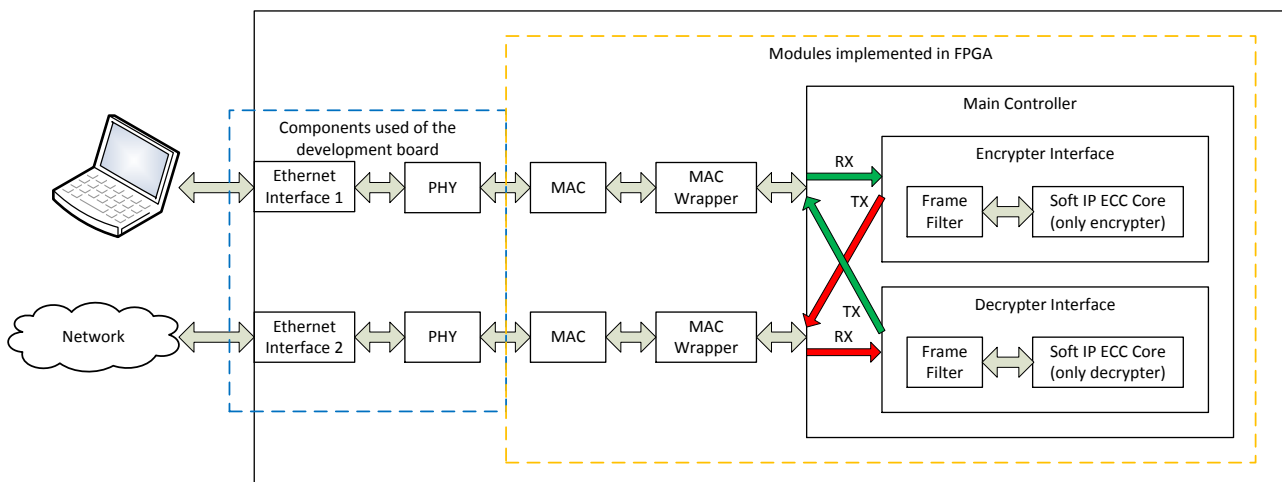 Modules implemented in FPGA
Components used of the
development board
Main Controller
Ethernet
Interface 1
PHY
MAC
MAC
Wrapper
RX
TX
Encrypter Interface
Frame
Filter
Soft IP ECC Core
(only encrypter)
Network
Ethernet
Interface 2
PHY
MAC
MAC
Wrapper
TX
RX
Decrypter Interface
Frame
Filter
Soft IP ECC Core
(only decrypter)